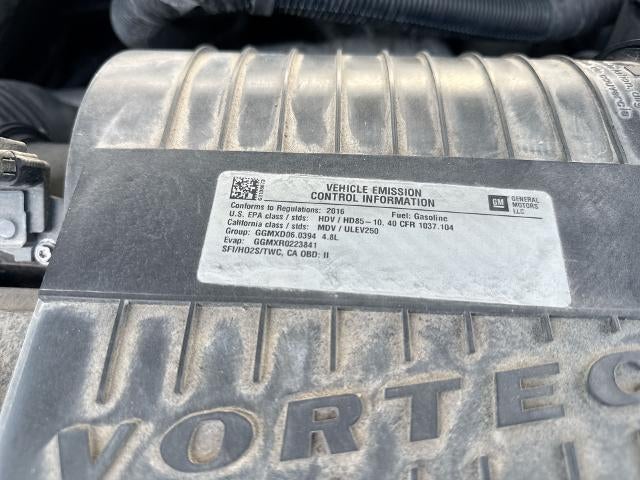 VEHICLE EMISSION
CONTROL INFORMATION
GM
GENERAL
MOTORS
LLC
Conforms to Regulations: 2016 Fuel: Gasoline
U.S. EPA class / stds: HDV / HD85-10, 40 CFR 1037.104
California class / stds: MDV / ULEV250
Group: GGMXD06.0394 4.8L
Evap: GGMXR0223841
SFI/HO2S/TWC, CA OBD: II
VORTEC